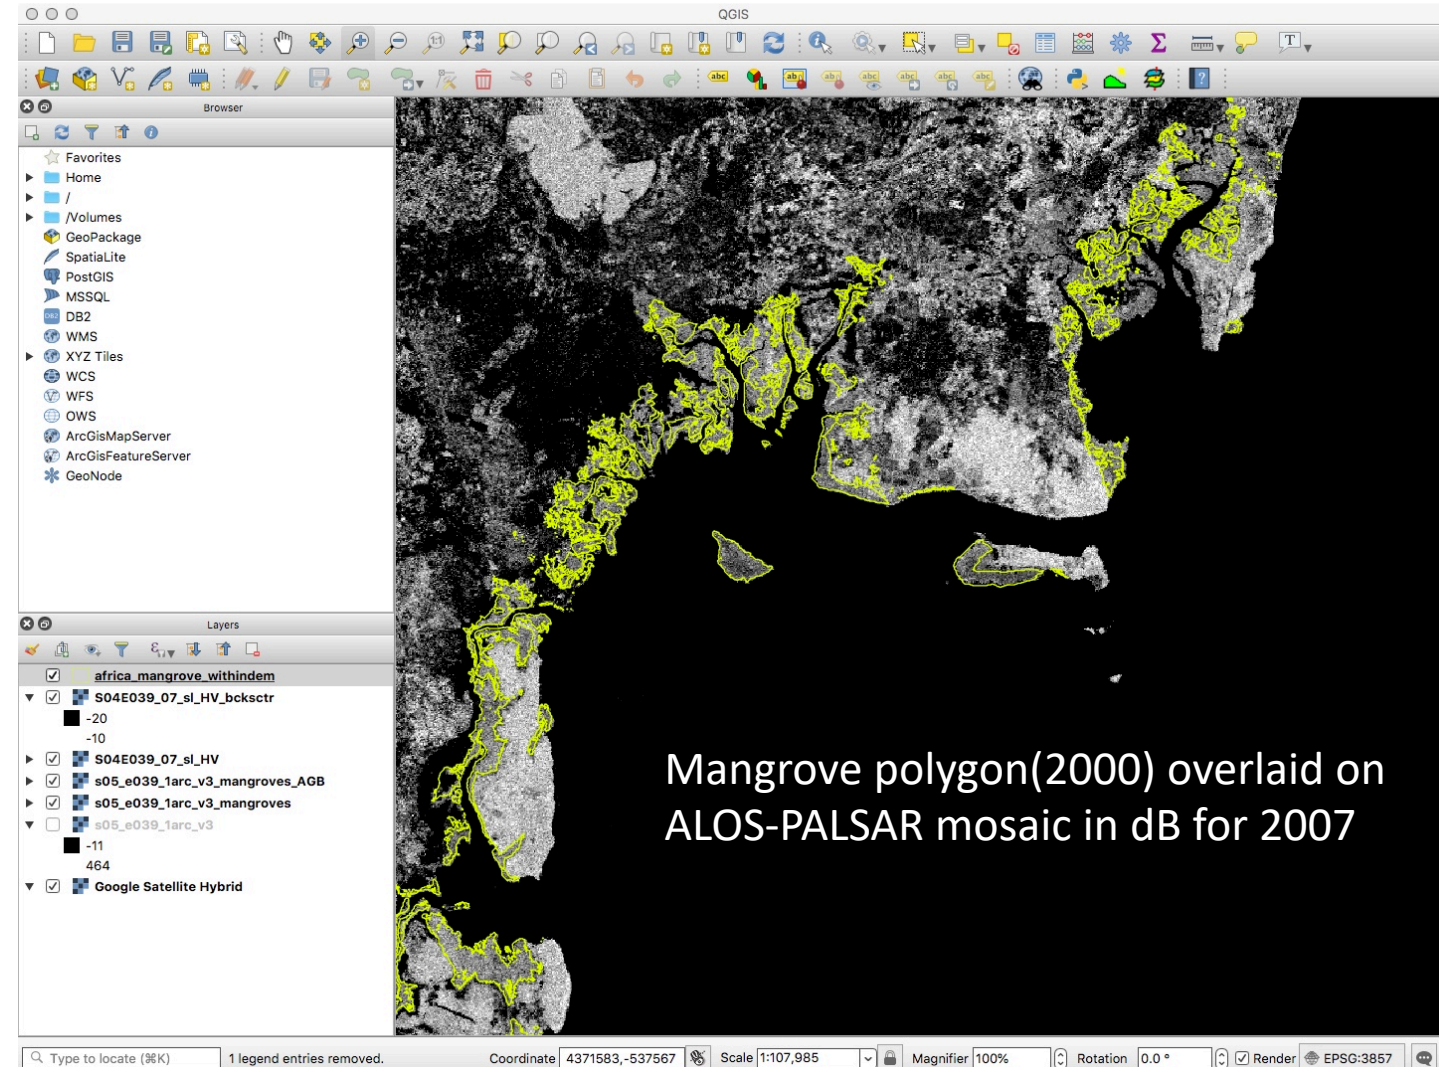 QGIS
Browser
Favorites
Home
/
/Volumes
GeoPackage
SpatiaLite
PostGIS
MSSQL
DB2
WMS
XYZ Tiles
WCS
WFS
OWS
ArcGisMapServer
ArcGisFeatureServer
GeoNode
Layers
africa_mangrove_withindem
S04E039_07_sl_HV_bcksctr
-20
-10
S04E039_07_sl_HV
s05_e039_1arc_v3_mangroves_AGB
s05_e039_1arc_v3_mangroves
s05_e039_1arc_v3
-11
464
Google Satellite Hybrid
Mangrove polygon(2000) overlaid on
ALOS-PALSAR mosaic in dB for 2007
Type to locate (⌘K) 1 legend entries removed. Coordinate 4371583,-537567 Scale 1:107,985 Magnifier 100% Rotation 0.0 ° Render EPSG:3857